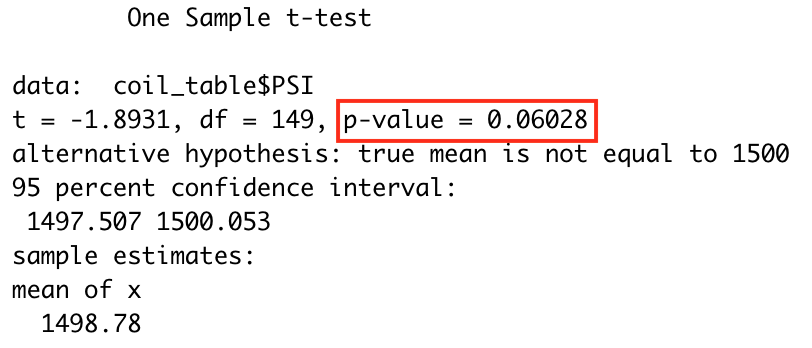 One Sample t-test
data:  coil_table$PSI
t = -1.8931, df = 149, p-value = 0.06028
alternative hypothesis: true mean is not equal to 1500
95 percent confidence interval:
1497.507 1500.053
sample estimates:
mean of x
1498.78